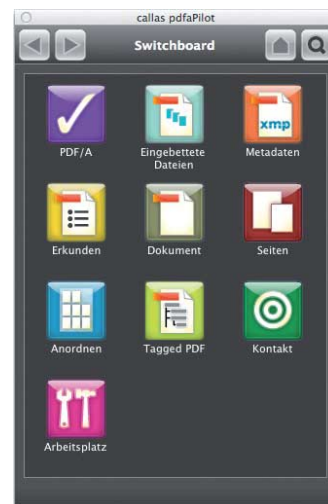 callas pdfaPilot
Switchboard
xmp
PDF/A
Eingebettete
Dateien
Metadaten
Erkunden
Dokument
Seiten
Anordnen
Tagged PDF
Kontakt
Arbeitsplatz